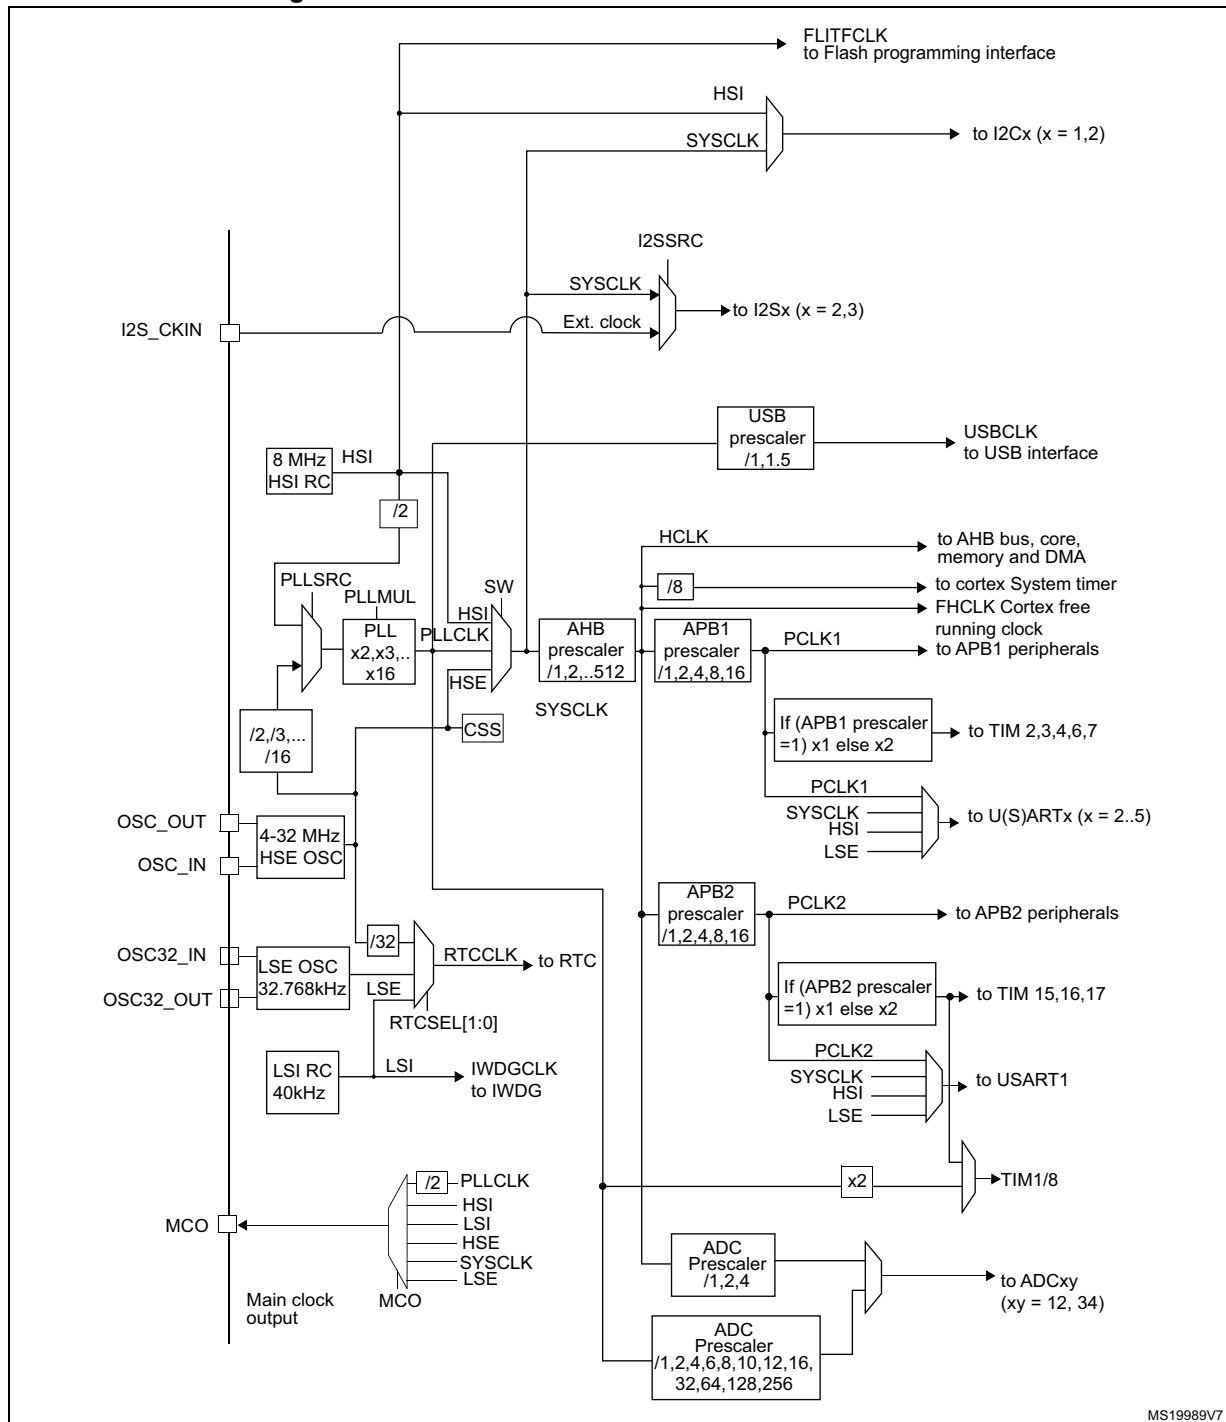 FLITFCLK
to Flash programming interface
HSI
SYSCLK
to I2Cx (x = 1,2)
I2SSRC
SYSCLK
to I2Sx (x = 2,3)
I2S_CKIN
Ext. clock
USB
prescaler
/1,1.5
USBCLK
to USB interface
8 MHz
HSI RC
HSI
/2
HCLK
to AHB bus, core,
memory and DMA
/8
to cortex System timer
FHCLK Cortex free
running clock
PLLSRC
PLLMUL
PLL
x2,x3,..
x16
PLLCLK
SW
HSI
HSE
AHB
prescaler
/1,2,..512
APB1
prescaler
/1,2,4,8,16
PCLK1
to APB1 peripherals
SYSCLK
CSS
/2,/3,...
/16
If (APB1 prescaler
=1) x1 else x2
to TIM 2,3,4,6,7
PCLK1
SYSCLK
HSI
LSE
to U(S)ARTx (x = 2..5)
OSC_OUT
OSC_IN
4-32 MHz
HSE OSC
APB2
prescaler
/1,2,4,8,16
PCLK2
to APB2 peripherals
/32
OSC32_IN
OSC32_OUT
LSE OSC
32.768kHz
LSE
RTCCLK
to RTC
RTCSEL[1:0]
If (APB2 prescaler
=1) x1 else x2
to TIM 15,16,17
LSI RC
40kHz
LSI
IWDGCLK
to IWDG
PCLK2
SYSCLK
HSI
LSE
to USART1
x2
TIM1/8
/2
PLLCLK
HSI
LSI
HSE
SYSCLK
LSE
MCO
MCO
Main clock
output
ADC
Prescaler
/1,2,4
to ADCxy
(xy = 12, 34)
ADC
Prescaler
/1,2,4,6,8,10,12,16,
32,64,128,256
MS19989V7